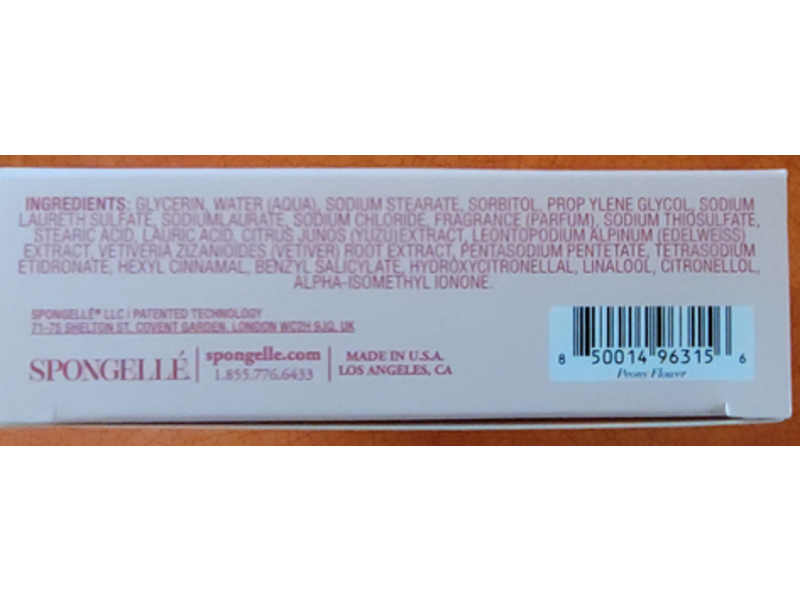 INGREDIENTS: GLYCERIN, WATER (AQUA), SODIUM STEARATE, SORBITOL, PROP YLENE GLYCOL, SODIUM
LAURETH SULFATE, SODIUMLAURATE, SODIUM CHLORIDE, FRAGRANCE (PARFUM), SODIUM THIOSULFATE,
STEARIC ACID, LAURIC ACID, CITRUS JUNOS (YUZU)EXTRACT, LEONTOPODIUM ALPINUM (EDELWEISS)
EXTRACT, VETIVERIA ZIZANIOIDES (VETIVER) ROOT EXTRACT, PENTASODIUM PENTETATE, TETRASODIUM
ETIDRONATE, HEXYL CINNAMAL, BENZYL SALICYLATE, HYDROXYCITRONELLAL, LINALOOL, CITRONELLOL,
ALPHA-ISOMETHYL IONONE.
SPONGELLÉ® LLC | PATENTED TECHNOLOGY
71-75 SHELTON ST, COVENT GARDEN, LONDON WC2H 9JQ, UK
SPONGELLÉ
spongelle.com
1.855.776.6433
MADE IN U.S.A.
LOS ANGELES, CA
8 50014 96315 6
Peony Flower